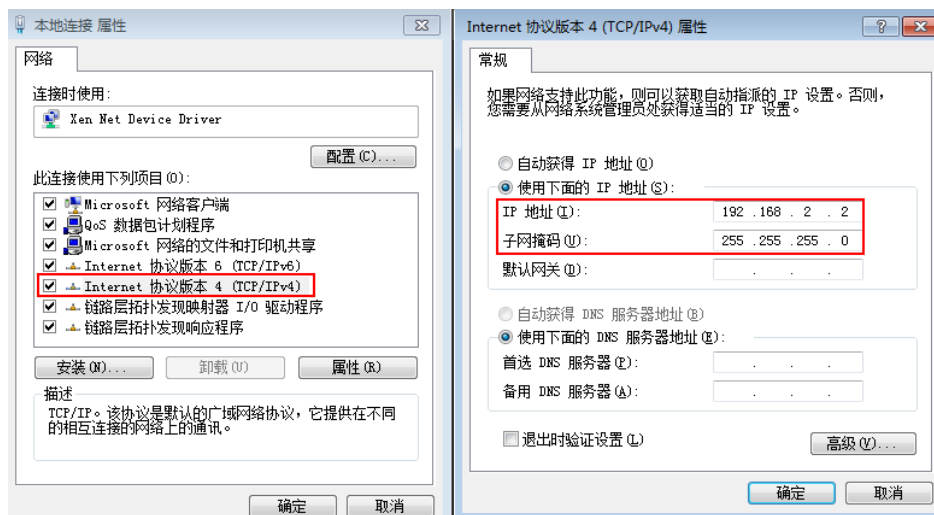 本地连接 属性
网络
连接时使用:
Xen Net Device Driver
配置(C)...
此连接使用下列项目(O):
Microsoft 网络客户端
QoS 数据包计划程序
Microsoft 网络的文件和打印机共享
Internet 协议版本 6 (TCP/IPv6)
Internet 协议版本 4 (TCP/IPv4)
链路层拓扑发现映射器 I/O 驱动程序
链路层拓扑发现响应程序
安装(N)...
卸载(U)
属性(R)
描述
TCP/IP。该协议是默认的广域网络协议，它提供在不同
的相互连接的网络上的通讯。
确定
取消
Internet 协议版本 4 (TCP/IPv4) 属性
?
常规
如果网络支持此功能，则可以获取自动指派的 IP 设置。否则，
您需要从网络系统管理员处获得适当的 IP 设置。
自动获得 IP 地址(O)
使用下面的 IP 地址(S):
IP 地址(I): 192 .168 . 2 . 2
子网掩码(U): 255 .255 .255 . 0
默认网关(D): . . .
自动获得 DNS 服务器地址(B)
使用下面的 DNS 服务器地址(E):
首选 DNS 服务器(P): . . .
备用 DNS 服务器(A): . . .
退出时验证设置(L)
高级(V)...
确定
取消